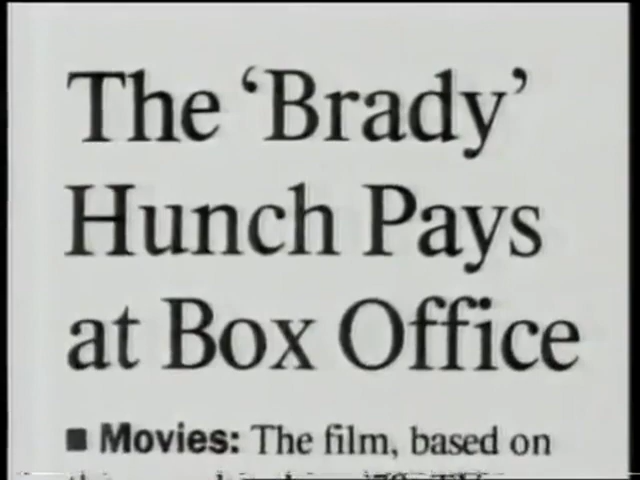 The ‘Brady’
Hunch Pays
at Box Office
■ Movies: The film, based on